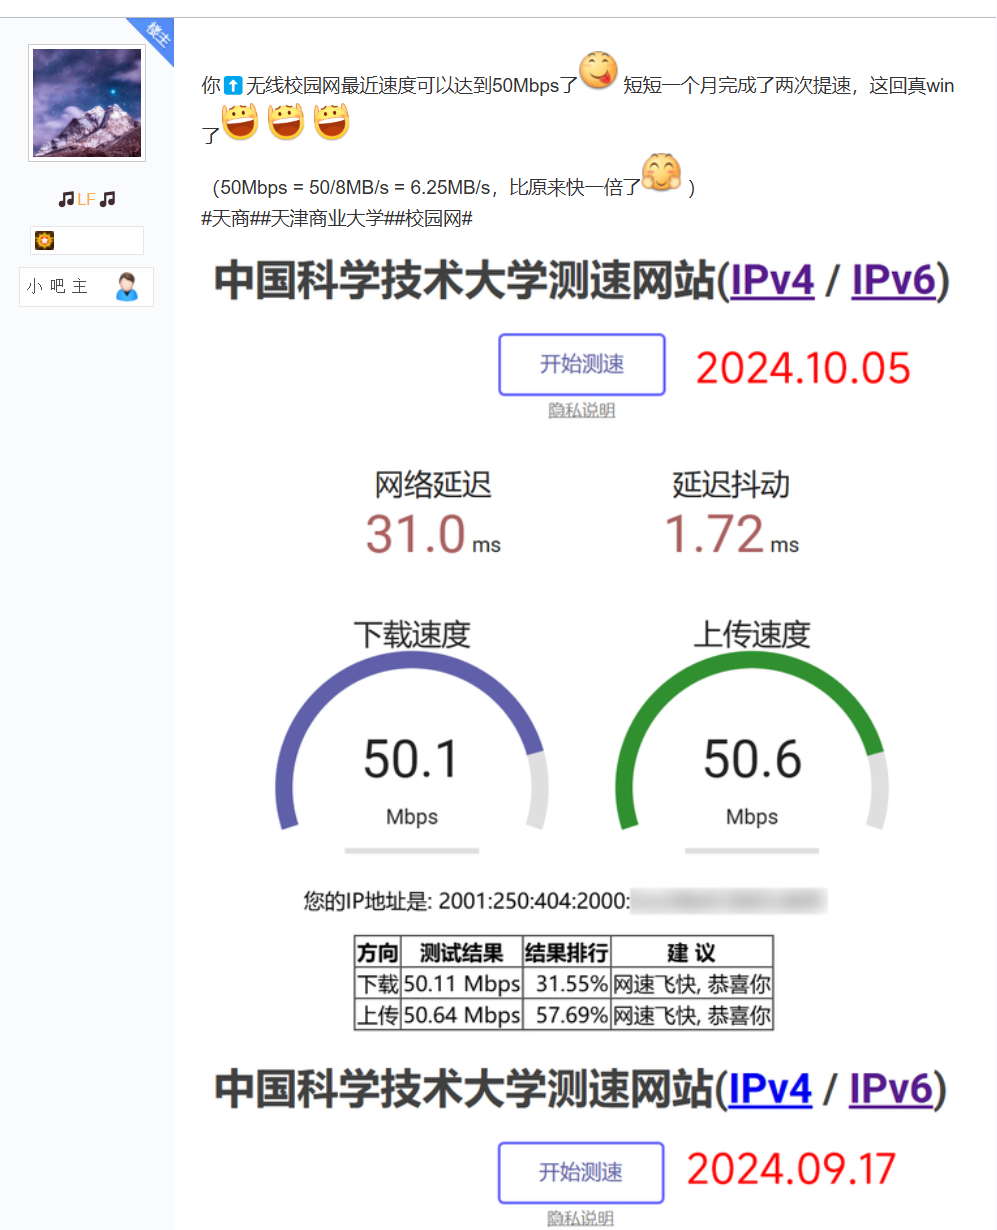 楼主
你⬆️无线校园网最近速度可以达到50Mbps了 短短一个月完成了两次提速，这回真win
了
（50Mbps = 50/8MB/s = 6.25MB/s，比原来快一倍了 ）
#天商##天津商业大学##校园网#
🎵LF🎵
小吧主
中国科学技术大学测速网站(IPv4 / IPv6)
开始测速 2024.10.05
隐私说明
网络延迟 延迟抖动
31.0 ms 1.72 ms
下载速度 上传速度
50.1 50.6
Mbps Mbps
您的IP地址是: 2001:250:404:2000:
方向 测试结果 结果排行 建 议
下载 50.11 Mbps 31.55% 网速飞快, 恭喜你
上传 50.64 Mbps 57.69% 网速飞快, 恭喜你
中国科学技术大学测速网站(IPv4 / IPv6)
开始测速 2024.09.17
隐私说明